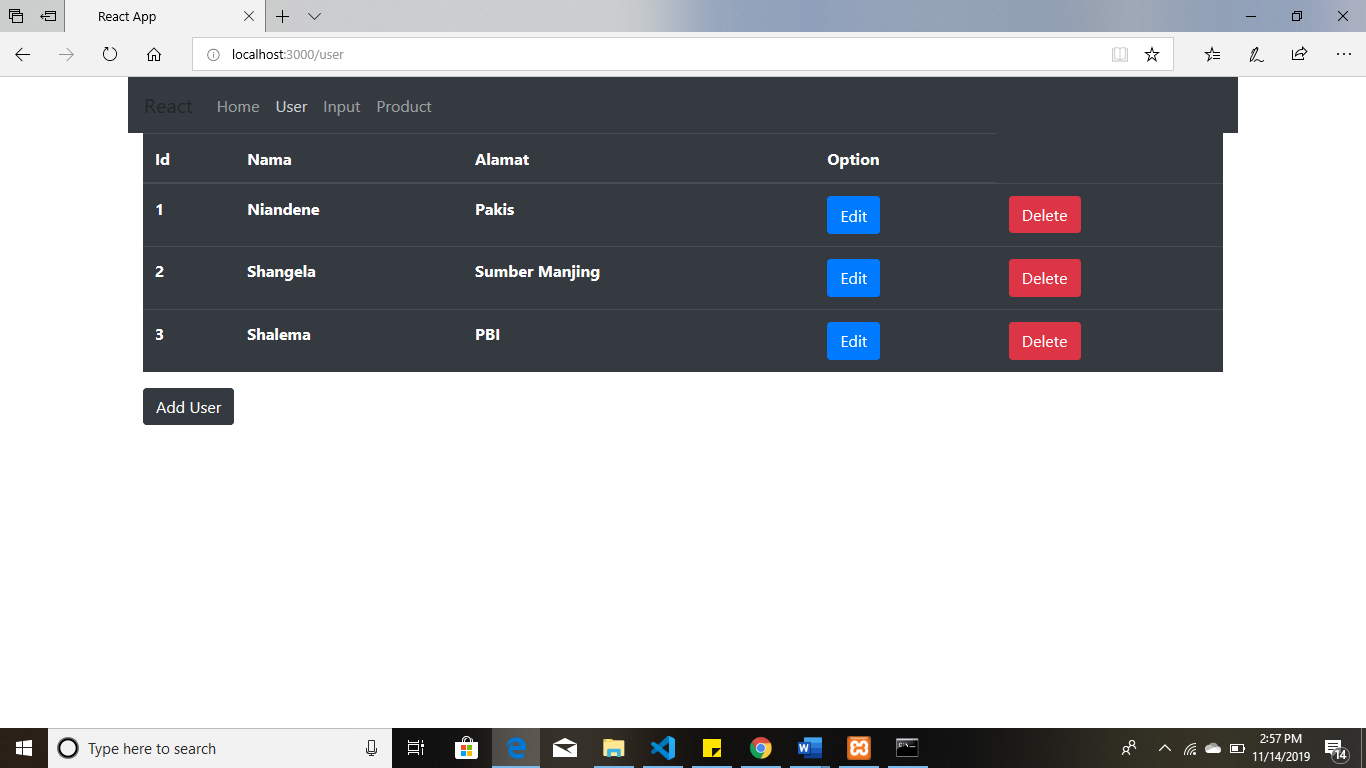 React App
localhost:3000/user
React Home User Input Product
Id Nama Alamat Option
1 Niandene Pakis Edit Delete
2 Shangela Sumber Manjing Edit Delete
3 Shalema PBI Edit Delete
Add User
Type here to search
2:57 PM
11/14/2019
14